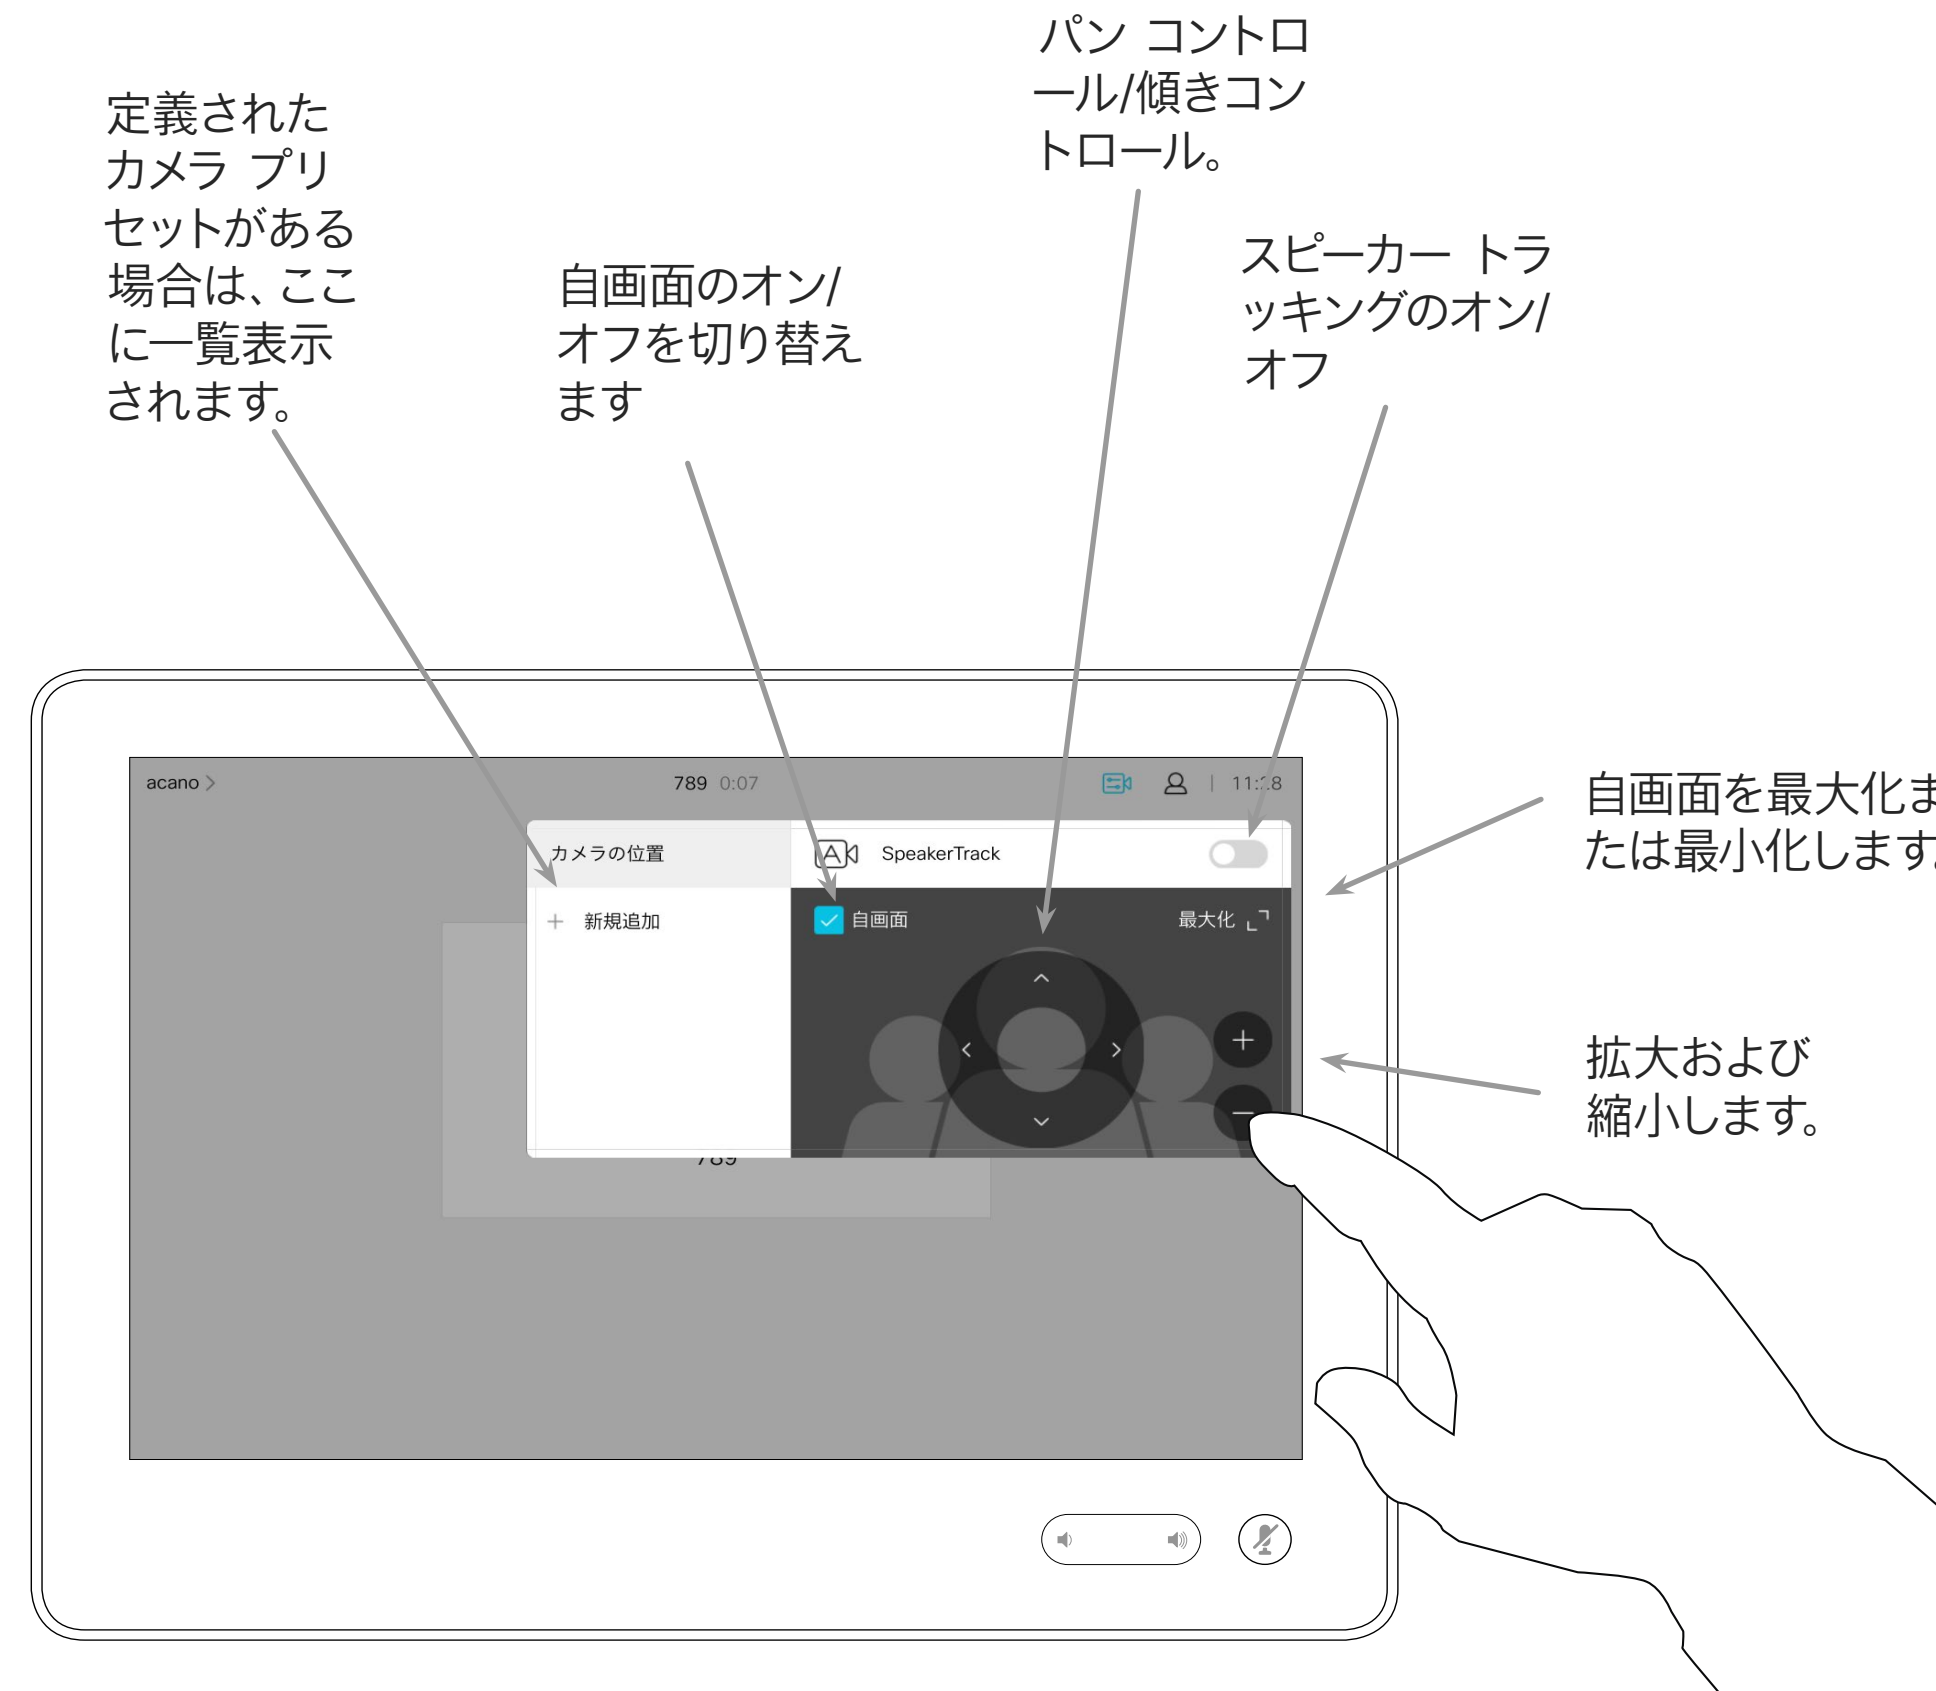 パン コントロ
ール/傾きコン
トロール。
定義された
カメラ プリ
セットがある
場合は、ここ
に一覧表示
されます。
自画面のオン/
オフを切り替え
ます
スピーカー トラ
ッキングのオン/
オフ
自画面を最大化ま
たは最小化します。
拡大および
縮小します。
acano
789 0:07
カメラの位置
SpeakerTrack
新規追加
自画面
最大化
789